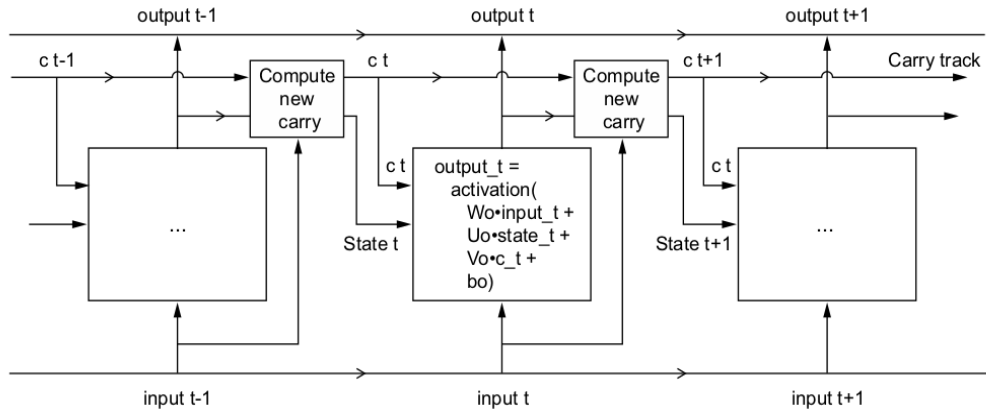 output t-1
output t
output t+1
c t-1
Compute
new
carry
c t
Compute
new
carry
c t+1
Carry track
...
c t
State t
output_t =
activation(
Wo•input_t +
Uo•state_t +
Vo•c_t +
bo)
c t
State t+1
...
input t-1
input t
input t+1